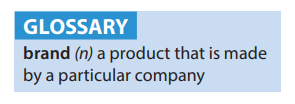 GLOSSARY
brand (n) a product that is made
by a particular company